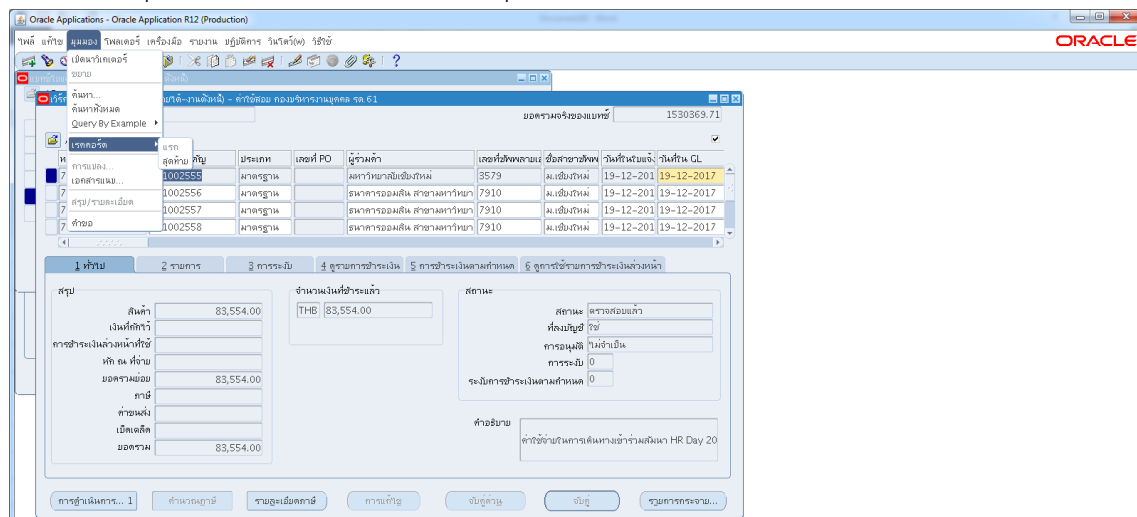 Oracle Applications - Oracle Application R12 (Production)
ไฟล์ แก้ไข มุมมอง โฟลเดอร์ เครื่องมือ รายงาน ปฏิบัติการ วินโดว์(w) วิธีใช้
ORACLE
เปิดนาวิเกเตอร์
ขยาย
ค้นหา...
ค้นหาทั้งหมด
Query By Example
เรคคอร์ด
แรก
สุดท้าย
การแปลง...
เอกสารแนบ...
สรุป/รายละเอียด
คำขอ
ค่าใช้สอย กองบริหารงานบุคคล รด.61
ยอดรวมจริงของแบทช์ 1530369.71
ประเภท เลขที่ PO ผู้ร่วมค้า ชื่อสาขาซัพพ วันที่ในใบแจ้ง วันที่ใน GL
1002555 มาตรฐาน มหาวิทยาลัยเชียงใหม่ 3579 ม.เชียงใหม่ 19-12-201 19-12-2017
1002556 มาตรฐาน ธนาคารออมสิน สาขามหาวิทยา 7910 ม.เชียงใหม่ 19-12-201 19-12-2017
1002557 มาตรฐาน ธนาคารออมสิน สาขามหาวิทยา 7910 ม.เชียงใหม่ 19-12-201 19-12-2017
1002558 มาตรฐาน ธนาคารออมสิน สาขามหาวิทยา 7910 ม.เชียงใหม่ 19-12-201 19-12-2017
1 ทั่วไป 2 รายการ 3 การระงับ 4 ดูรายการชำระเงิน 5 การชำระเงินตามกำหนด 6 ดูการใช้รายการชำระเงินล่วงหน้า
สรุป จำนวนเงินที่ชำระแล้ว สถานะ
สินค้า 83,554.00 THB 83,554.00 สถานะ ตรวจสอบแล้ว
เงินที่กักไว้ ที่ลงบัญชี ใช่
การชำระเงินล่วงหน้าที่ใช้ การอนุมัติ ไม่จำเป็น
หัก ณ ที่จ่าย การระงับ 0
ยอดรวมย่อย 83,554.00 ระงับการชำระเงินตามกำหนด 0
ภาษี
ค่าขนส่ง
เบ็ดเตล็ด
คำอธิบาย ค่าใช้จ่ายในการเดินทางเข้าร่วมสัมมนา HR Day 20
ยอดรวม 83,554.00
การดำเนินการ... 1 คำนวณภาษี รายละเอียดภาษี การแก้ไข จับคู่ รายการกระจาย...